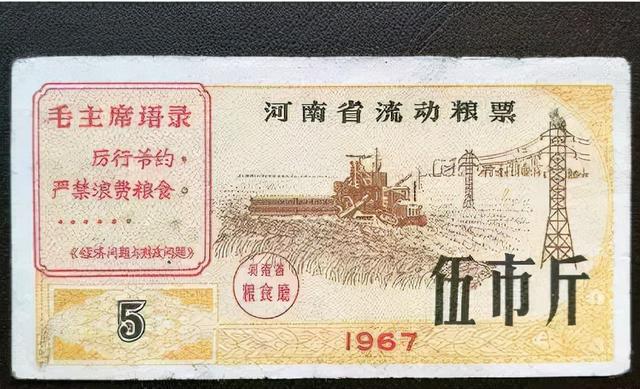 毛主席语录
厉行节约
严禁浪费粮食。
......
《经济问题与财政问题》
河南省流动粮票
河南省
粮食厅
伍市斤
5
1967